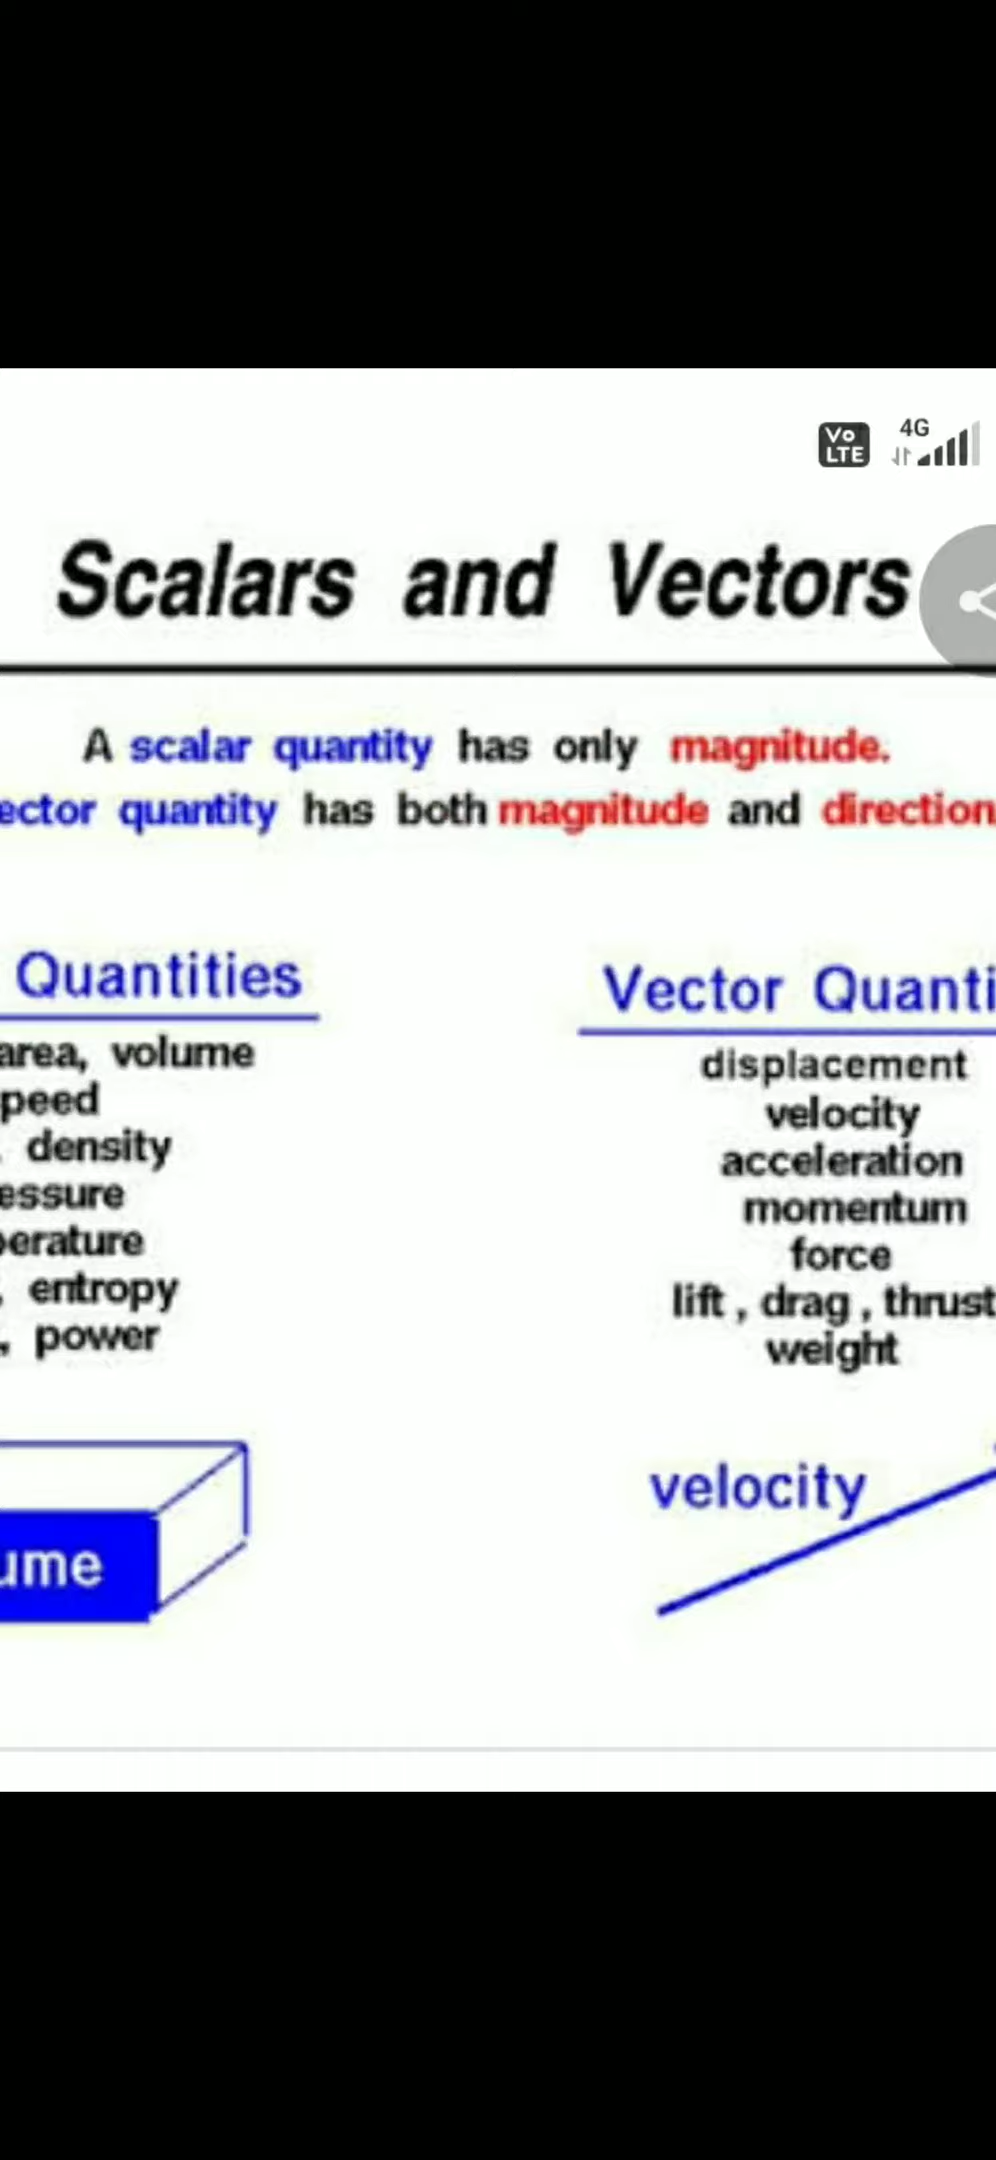 Vo
LTE
4G
Scalars and Vectors
A scalar quantity has only magnitude.
ector quantity has both magnitude and direction
Quantities
area, volume
peed
density
essure
perature
, entropy
, power
ume
Vector Quanti
displacement
velocity
acceleration
momentum
force
lift , drag , thrust
weight
velocity